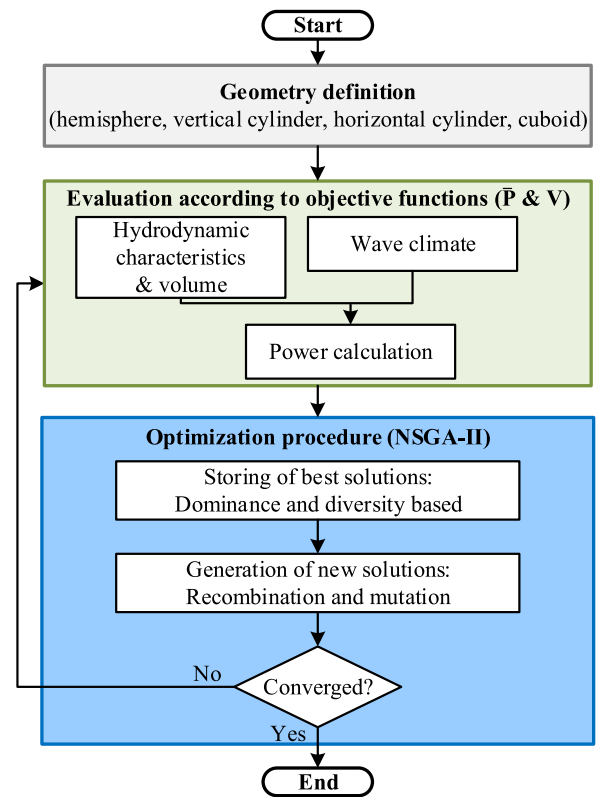 Start
Geometry definition
(hemisphere, vertical cylinder, horizontal cylinder, cuboid)
Evaluation according to objective functions (P̄ & V)
Hydrodynamic
characteristics
& volume
Wave climate
Power calculation
Optimization procedure (NSGA-II)
Storing of best solutions:
Dominance and diversity based
Generation of new solutions:
Recombination and mutation
Converged?
No
Yes
End